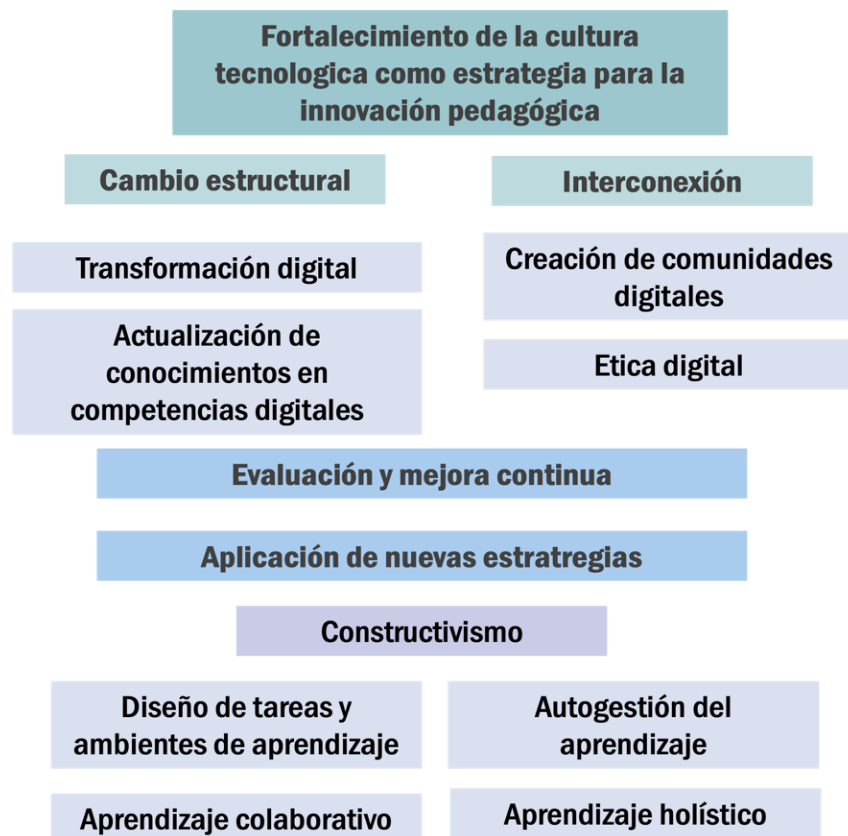 Fortalecimiento de la cultura
tecnologica como estrategia para la
innovación pedagógica
Cambio estructural
Interconexión
Transformación digital
Creación de comunidades
digitales
Actualización de
conocimientos en
competencias digitales
Etica digital
Evaluación y mejora continua
Aplicación de nuevas estratregias
Constructivismo
Diseño de tareas y
ambientes de aprendizaje
Autogestión del
aprendizaje
Aprendizaje colaborativo
Aprendizaje holístico